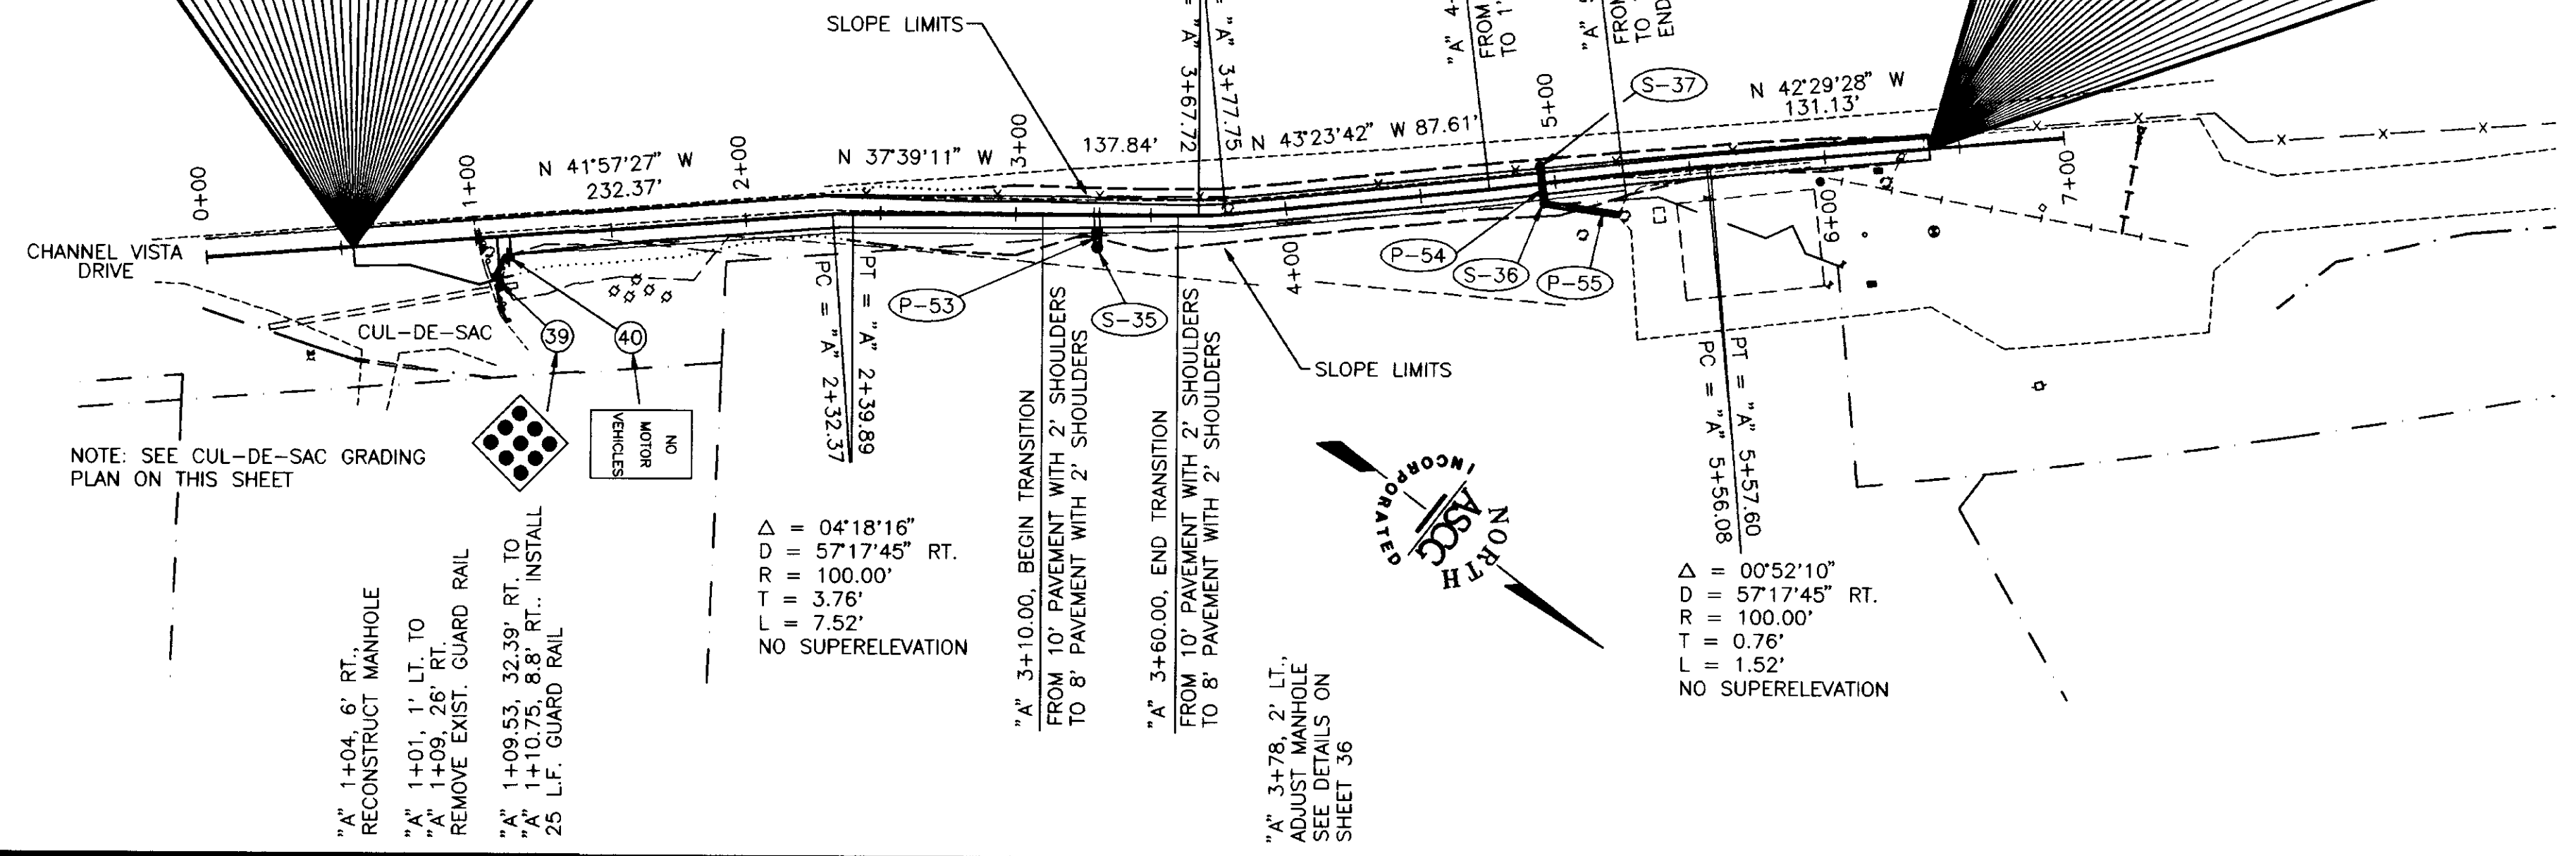 SLOPE LIMITS
= "A" 3+67.72
= "A" 3+77.75
"A" 4-
FROM
TO 1'
FROM
TO
END
S-37
N 42°29'28" W
131.13'
5+00
N 43°23'42" W 87.61'
137.84'
3+00
N 37°39'11" W
2+00
N 41°57'27" W
232.37'
1+00
0+00
7+00
6+00
4+00
CHANNEL VISTA
DRIVE
P-54
S-36
P-55
P-53
S-35
CUL-DE-SAC
39
40
SLOPE LIMITS
NO
MOTOR
VEHICLES
NOTE: SEE CUL-DE-SAC GRADING
PLAN ON THIS SHEET
PC = "A" 2+32.37
PT = "A" 2+39.89
PC = "A" 5+56.08
PT = "A" 5+57.60
Δ = 04°18'16"
D = 57°17'45" RT.
R = 100.00'
T = 3.76'
L = 7.52'
NO SUPERELEVATION
"A" 3+10.00, BEGIN TRANSITION
FROM 10' PAVEMENT WITH 2' SHOULDERS
TO 8' PAVEMENT WITH 2' SHOULDERS
"A" 3+60.00, END TRANSITION
FROM 10' PAVEMENT WITH 2' SHOULDERS
TO 8' PAVEMENT WITH 2' SHOULDERS
INCORPORATED
ASCG
NORTH
Δ = 00°52'10"
D = 57°17'45" RT.
R = 100.00'
T = 0.76'
L = 1.52'
NO SUPERELEVATION
"A" 1+04, 6' RT.,
RECONSTRUCT MANHOLE
"A" 1+01, 1' LT. TO
"A" 1+09, 26' RT.
REMOVE EXIST. GUARD RAIL
"A" 1+09.53, 32.39' RT. TO
"A" 1+10.75, 8.8' RT.. INSTALL
25 L.F. GUARD RAIL
"A" 3+78, 2' LT.,
ADJUST MANHOLE
SEE DETAILS ON
SHEET 36